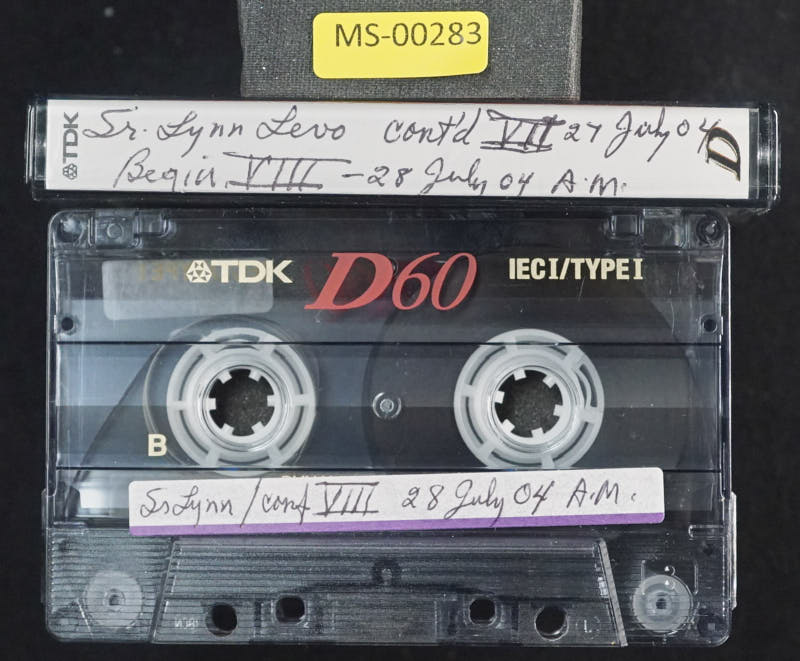 MS-00283
TDK
Sr. Lynn Levo cont'd VII 27 July 04
D
Begin VIII - 28 July 04 A.M.
TDK D60 IECI/TYPEI
B
Sr Lynn / cont VIII 28 July 04 A.M.